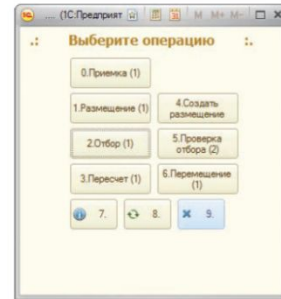 .... (1С:Предприят M M+ M-
.: Выберите операцию :.
0.Приемка (1)
1.Размещение (1)
4.Создать
размещение
2.Отбор (1)
5.Проверка
отбора (2)
3.Пересчет (1)
6.Перемещение
(1)
7.
8.
9.